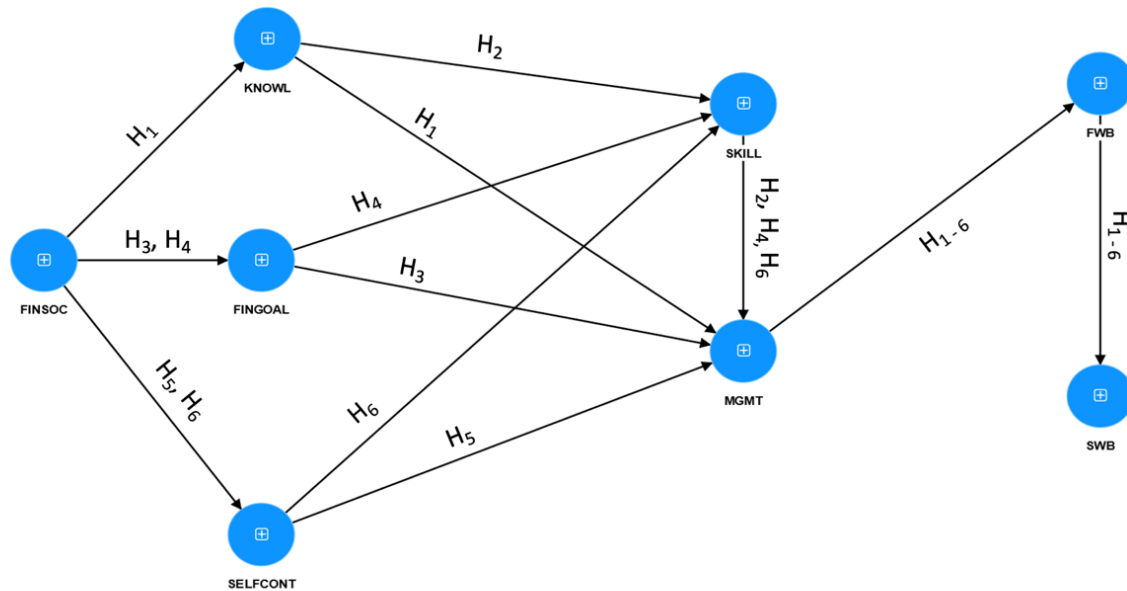 KNOWL
H₂
SKILL
FWB
H₁
H₁
H₄
H₂, H₄, H₆
H₁₋₆
H₁₋₆
FINSOC
H₃, H₄
FINGOAL
H₃
MGMT
SWB
H₅, H₆
H₆
H₅
SELFCONT